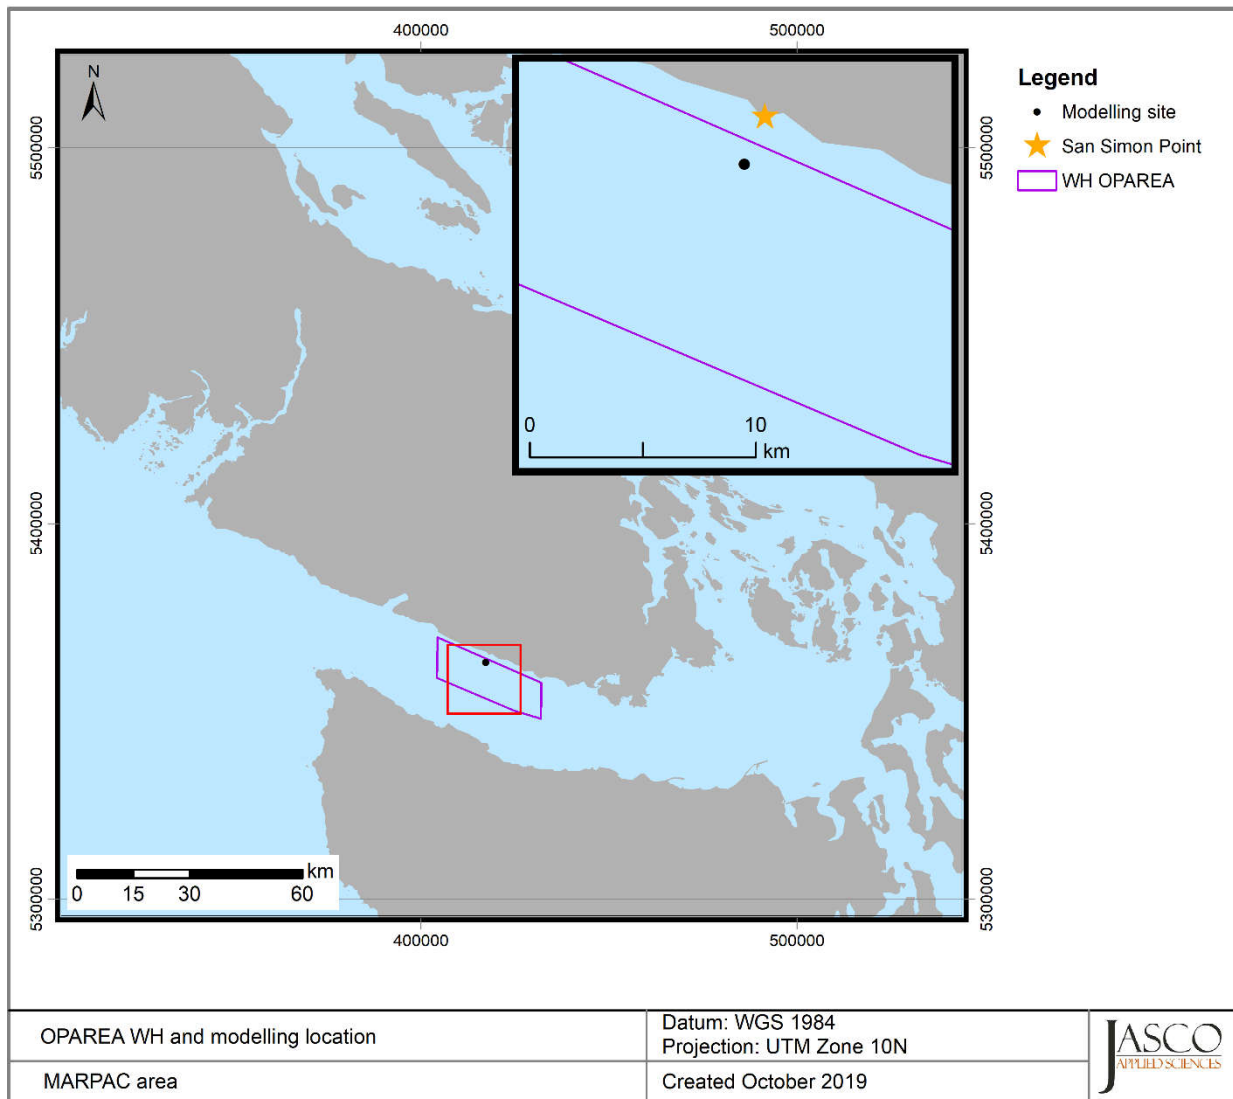 400000
500000
N
5500000
5500000
Legend
Modelling site
San Simon Point
WH OPAREA
0
10
km
5400000
5400000
km
0
15
30
60
5300000
5300000
400000
500000
OPAREA WH and modelling location
Datum: WGS 1984
Projection: UTM Zone 10N
MARPAC area
Created October 2019
JASCO
APPLIED SCIENCES